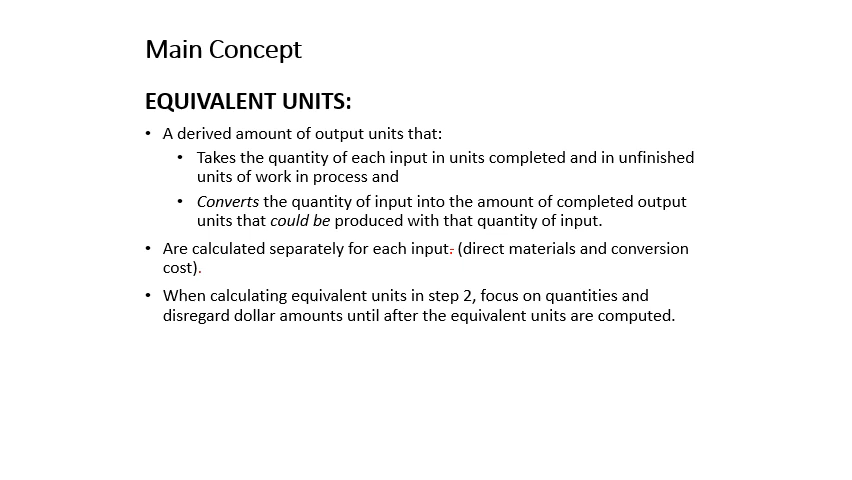 Main Concept
EQUIVALENT UNITS:
• A derived amount of output units that:
• Takes the quantity of each input in units completed and in unfinished
units of work in process and
• Converts the quantity of input into the amount of completed output
units that could be produced with that quantity of input.
• Are calculated separately for each input. (direct materials and conversion
cost).
• When calculating equivalent units in step 2, focus on quantities and
disregard dollar amounts until after the equivalent units are computed.